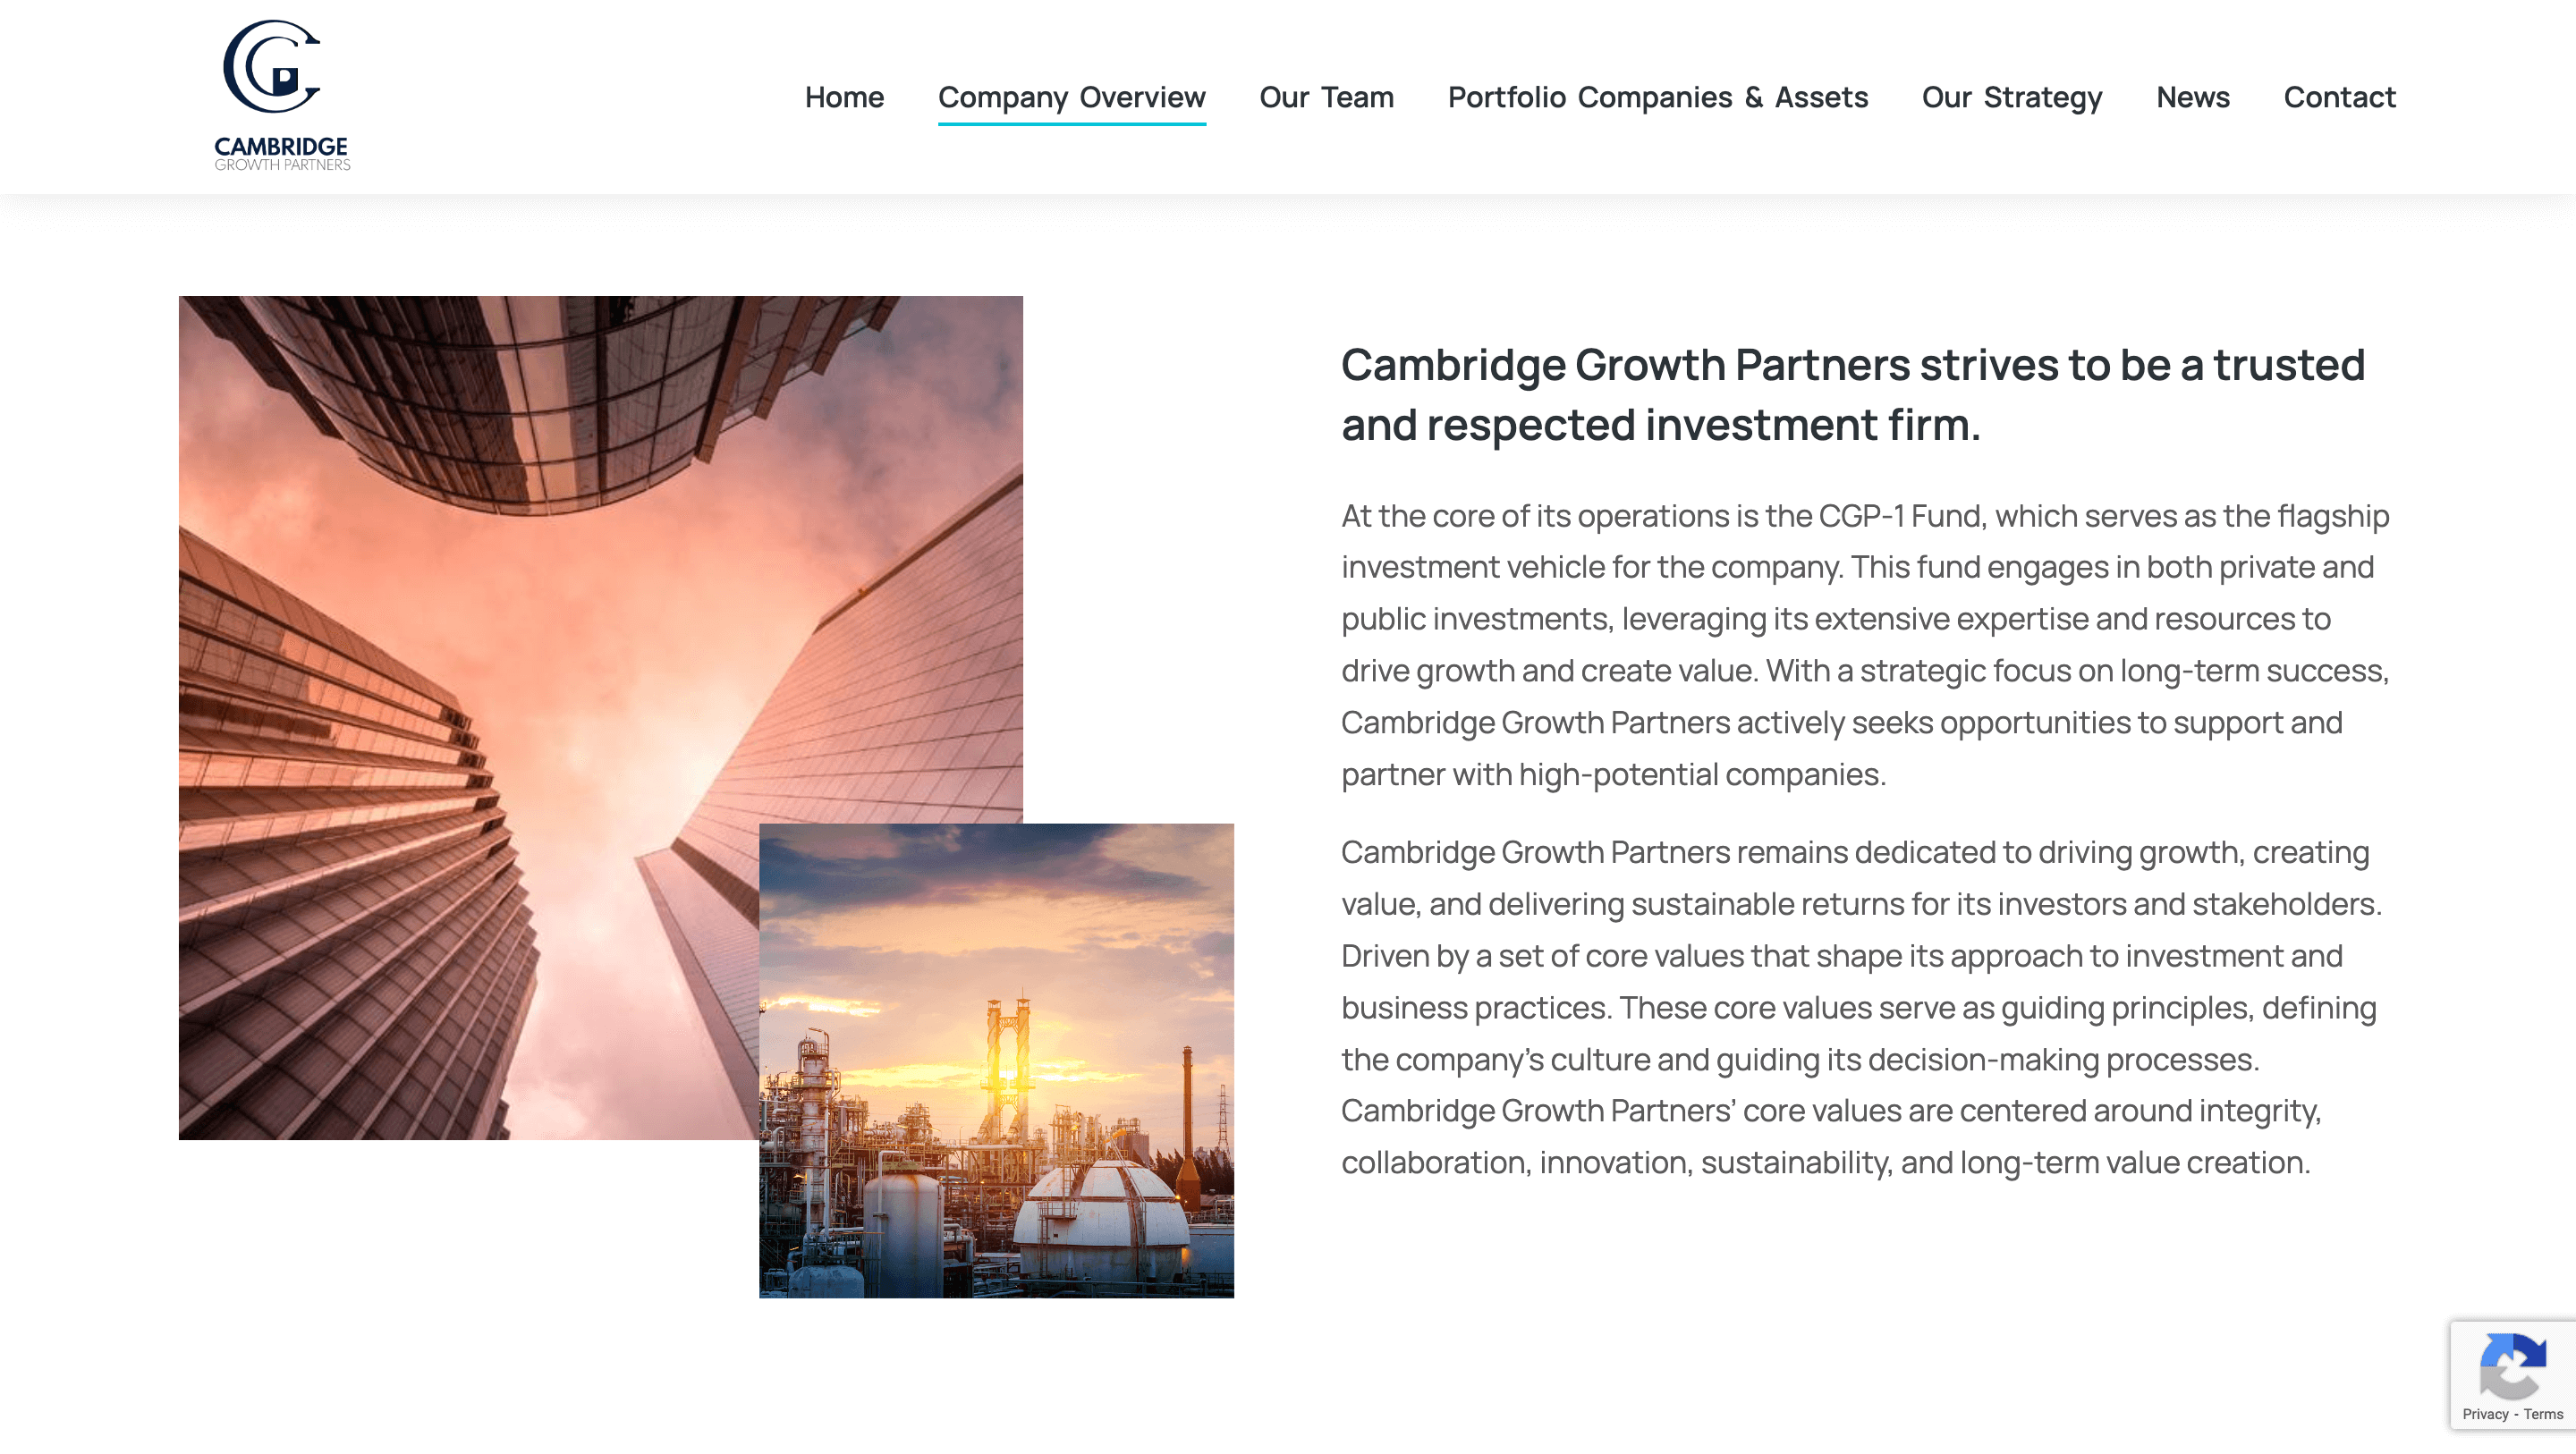 CAMBRIDGE
GROWTH PARTNERS
Home
Company Overview
Our Team
Portfolio Companies & Assets
Our Strategy
News
Contact
Cambridge Growth Partners strives to be a trusted
and respected investment firm.
At the core of its operations is the CGP-1 Fund, which serves as the flagship
investment vehicle for the company. This fund engages in both private and
public investments, leveraging its extensive expertise and resources to
drive growth and create value. With a strategic focus on long-term success,
Cambridge Growth Partners actively seeks opportunities to support and
partner with high-potential companies.
Cambridge Growth Partners remains dedicated to driving growth, creating
value, and delivering sustainable returns for its investors and stakeholders.
Driven by a set of core values that shape its approach to investment and
business practices. These core values serve as guiding principles, defining
the company’s culture and guiding its decision-making processes.
Cambridge Growth Partners’ core values are centered around integrity,
collaboration, innovation, sustainability, and long-term value creation.
Privacy - Terms